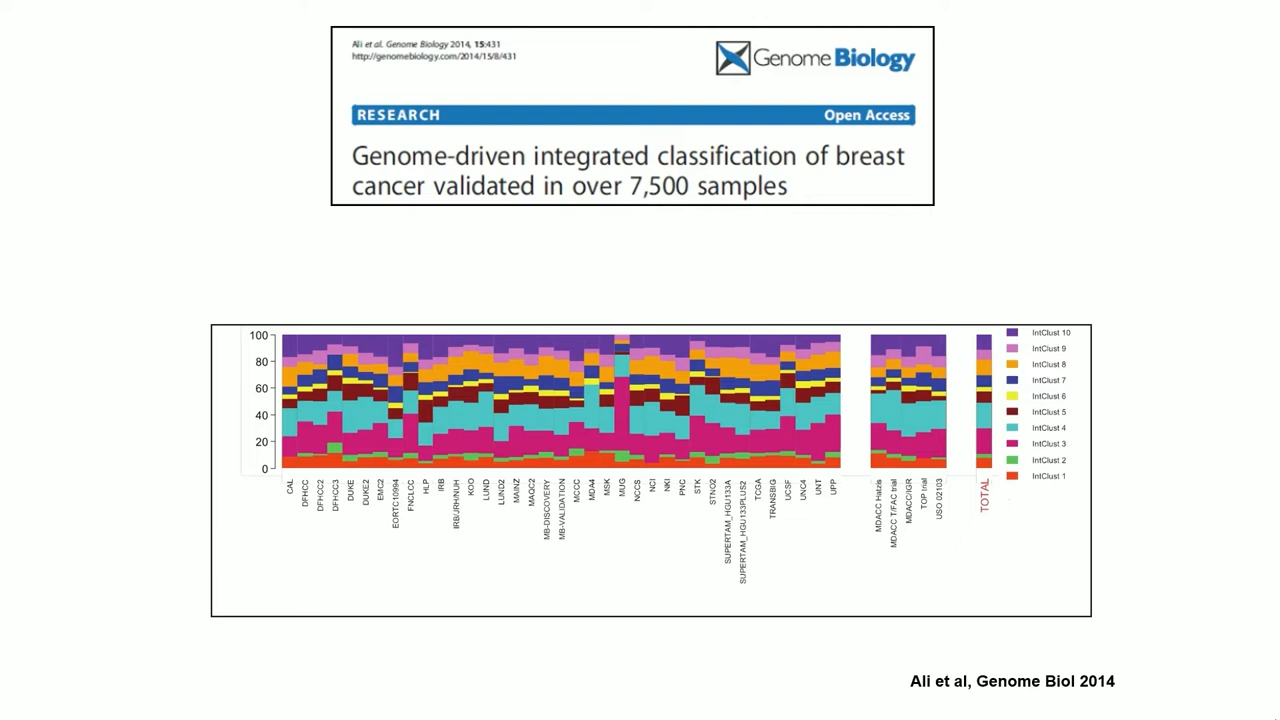 Ali et al. Genome Biology 2014, 15:431
http://genomebiology.com/2014/15/8/431
Genome Biology
RESEARCH
Open Access
Genome-driven integrated classification of breast
cancer validated in over 7,500 samples
100
80
60
40
20
0
CAL
DFHCC
DFHCC2
DFHCC3
DUKE
DUKE2
EMC2
EORTC10994
FNCLCC
HLP
IRB
IRB/JRH/NUH
KOO
LUND
LUND2
MAINZ
MAQC2
MB-DISCOVERY
MB-VALIDATION
MCCC
MDA4
MSK
MUG
NCCS
NCI
NKI
PNC
STK
STNO2
SUPERTAM_HGU133A
SUPERTAM_HGU133PLUS2
TCGA
TRANSBIG
UCSF
UNC4
UNT
UPP
MDACC Hatzis
MDACC T/FAC trial
MDACC/IGR
TOP trial
USO 02103
TOTAL
IntClust 10
IntClust 9
IntClust 8
IntClust 7
IntClust 6
IntClust 5
IntClust 4
IntClust 3
IntClust 2
IntClust 1
Ali et al, Genome Biol 2014